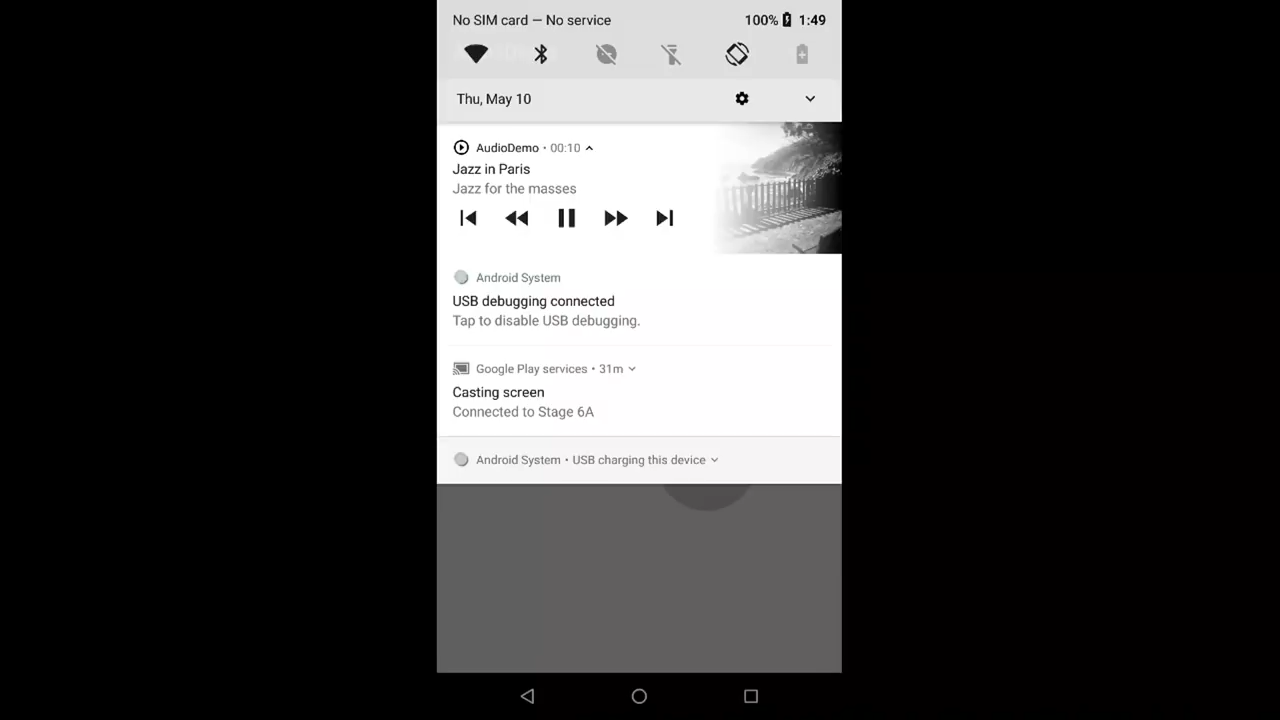 No SIM card — No service 100% 1:49
Thu, May 10
AudioDemo • 00:10
Jazz in Paris
Jazz for the masses
Android System
USB debugging connected
Tap to disable USB debugging.
Google Play services • 31m
Casting screen
Connected to Stage 6A
Android System • USB charging this device